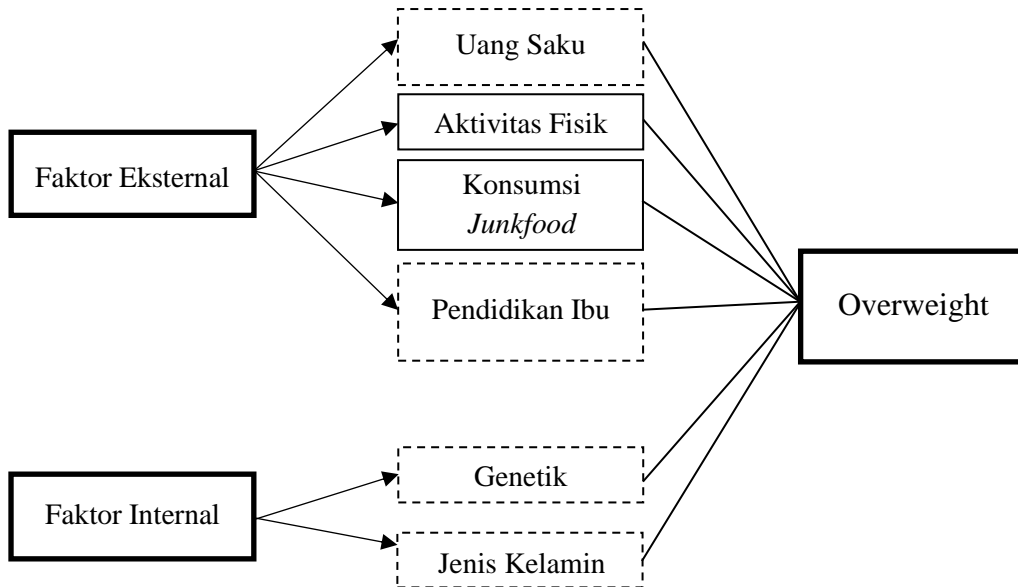 Uang Saku
Aktivitas Fisik
Faktor Eksternal
Konsumsi
Junkfood
Pendidikan Ibu
Overweight
Genetik
Faktor Internal
Jenis Kelamin